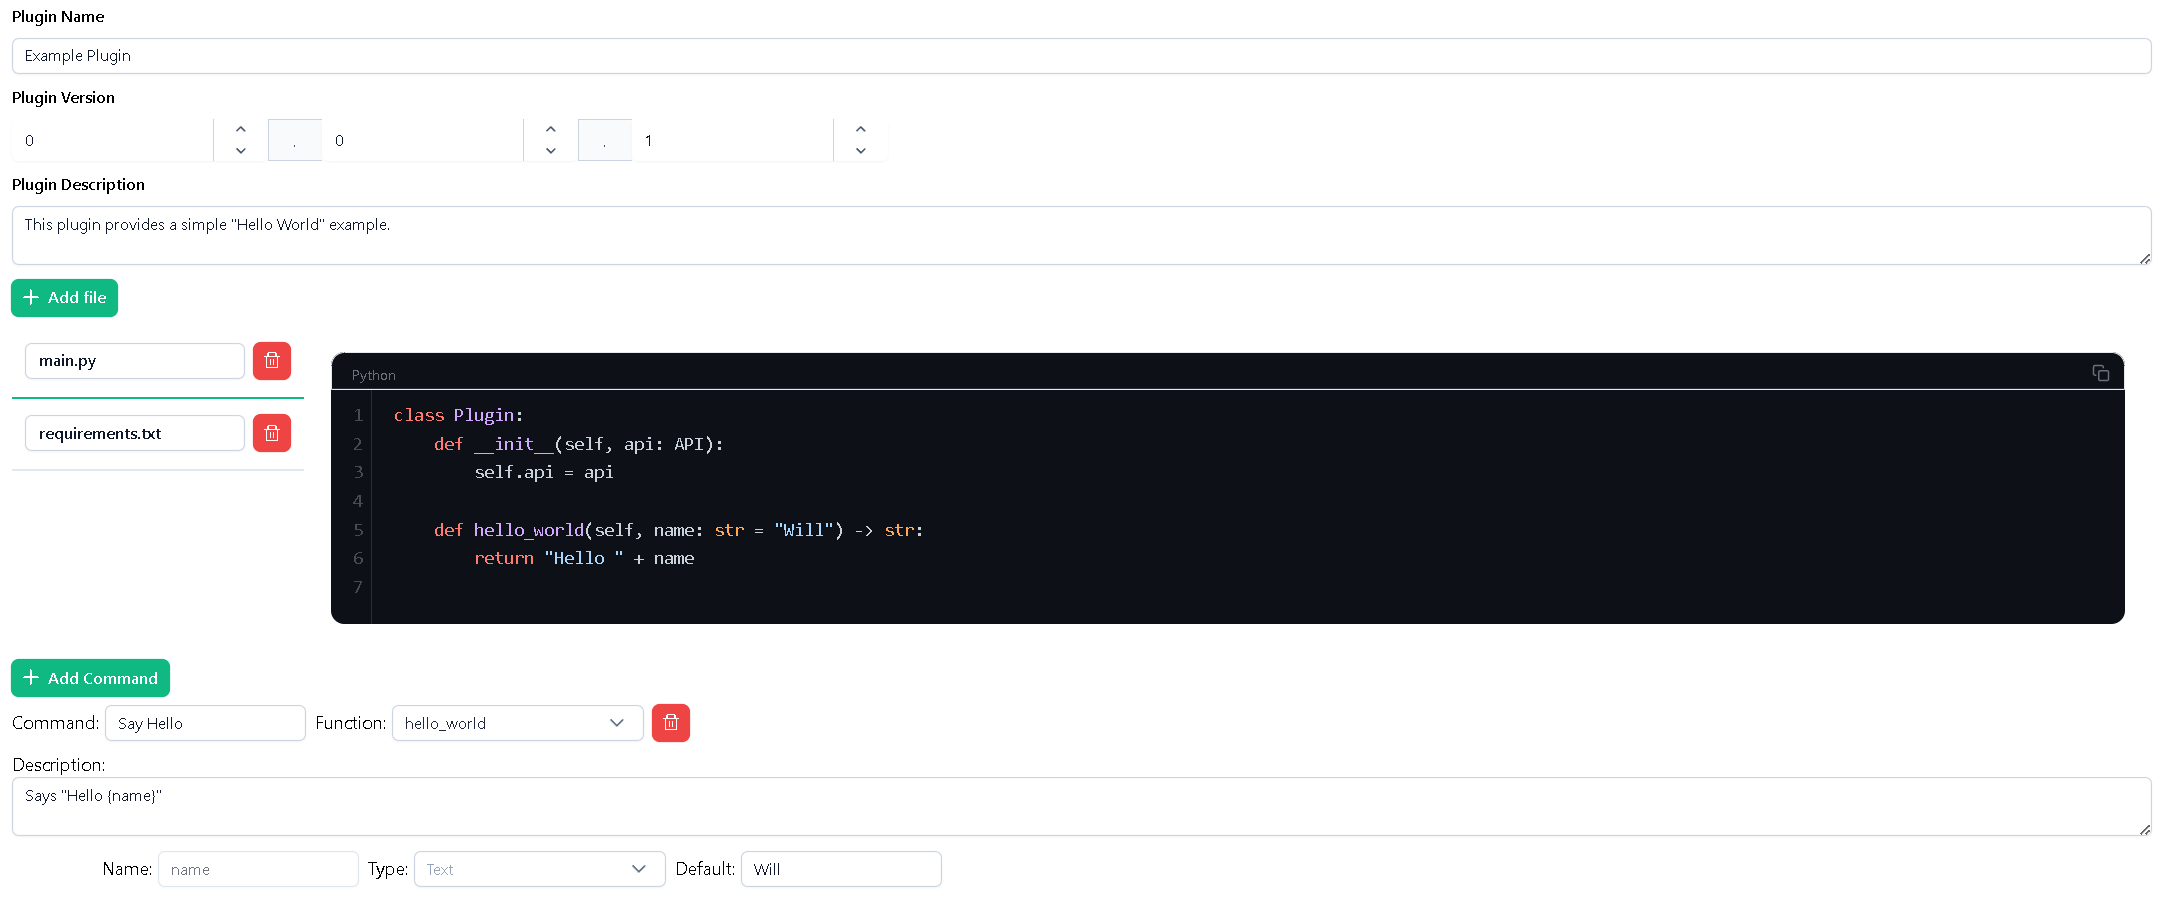 Plugin Name
Example Plugin
Plugin Version
0 . 0 . 1
Plugin Description
This plugin provides a simple "Hello World" example.
Add file
main.py
requirements.txt
Python
1 class Plugin:
2     def __init__(self, api: API):
3         self.api = api
4
5     def hello_world(self, name: str = "Will") -> str:
6         return "Hello " + name
7
Add Command
Command: Say Hello Function: hello_world
Description:
Says "Hello {name}"
Name: name Type: Text Default: Will